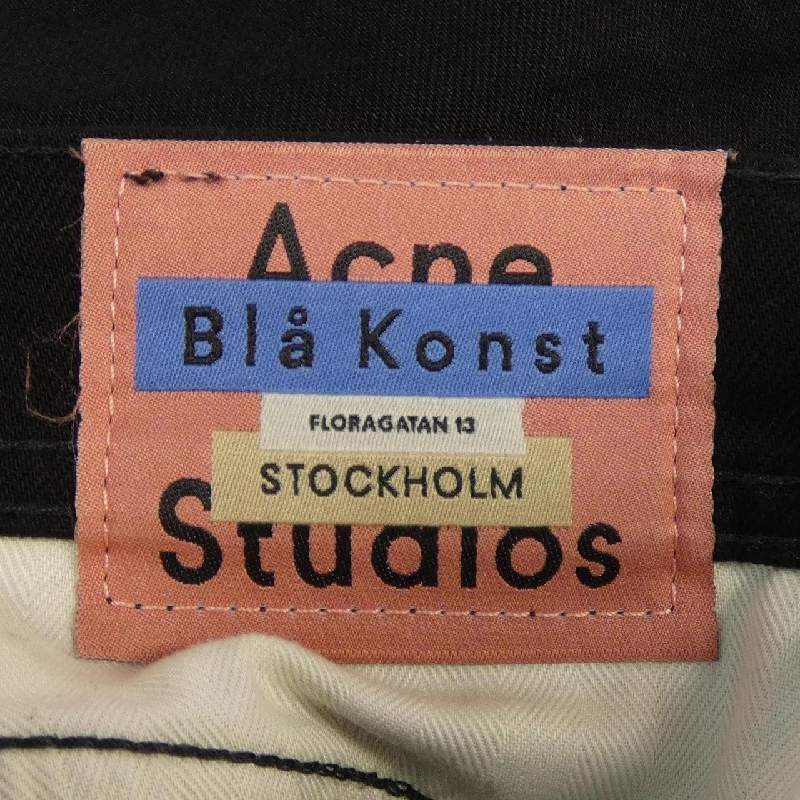 Acne
Blå Konst
FLORAGATAN 13
STOCKHOLM
Studios